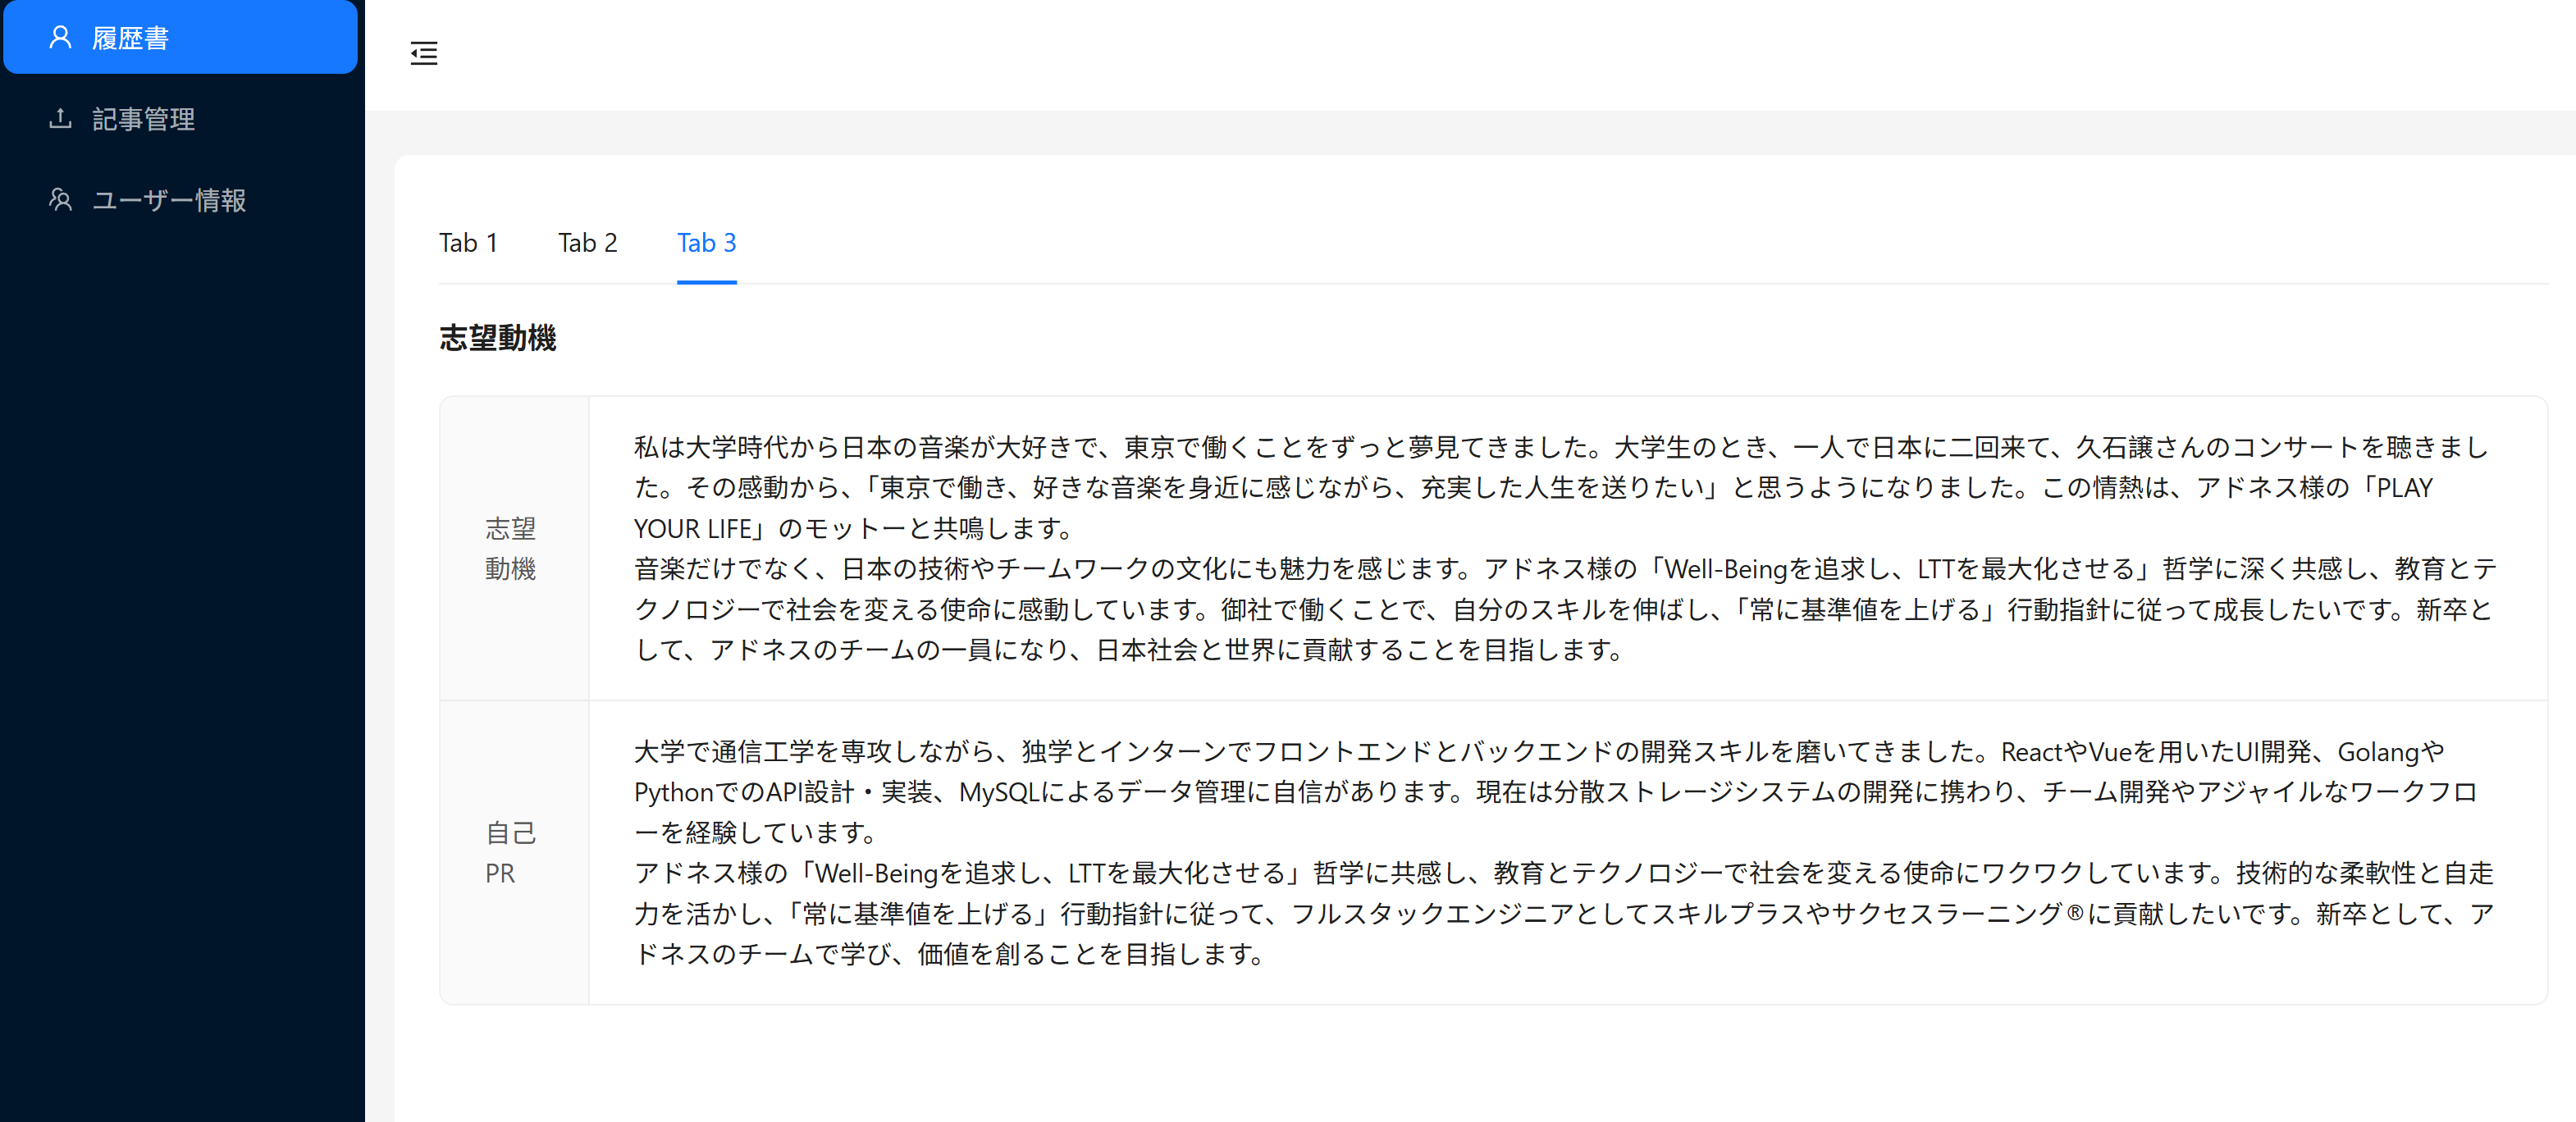 履歴書
記事管理
ユーザー情報
Tab 1
Tab 2
Tab 3
志望動機
志望
動機
私は大学時代から日本の音楽が大好きで、東京で働くことをずっと夢見てきました。大学生のとき、一人で日本に二回来て、久石譲さんのコンサートを聴きまし
た。その感動から、「東京で働き、好きな音楽を身近に感じながら、充実した人生を送りたい」と思うようになりました。この情熱は、アドネス様の「PLAY
YOUR LIFE」のモットーと共鳴します。
音楽だけでなく、日本の技術やチームワークの文化にも魅力を感じます。アドネス様の「Well-Beingを追求し、LTTを最大化させる」哲学に深く共感し、教育とテ
クノロジーで社会を変える使命に感動しています。御社で働くことで、自分のスキルを伸ばし、「常に基準値を上げる」行動指針に従って成長したいです。新卒と
して、アドネスのチームの一員になり、日本社会と世界に貢献することを目指します。
自己
PR
大学で通信工学を専攻しながら、独学とインターンでフロントエンドとバックエンドの開発スキルを磨いてきました。ReactやVueを用いたUI開発、Golangや
PythonでのAPI設計・実装、MySQLによるデータ管理に自信があります。現在は分散ストレージシステムの開発に携わり、チーム開発やアジャイルなワークフロ
ーを経験しています。
アドネス様の「Well-Beingを追求し、LTTを最大化させる」哲学に共感し、教育とテクノロジーで社会を変える使命にワクワクしています。技術的な柔軟性と自走
力を活かし、「常に基準値を上げる」行動指針に従って、フルスタックエンジニアとしてスキルプラスやサクセスラーニング®に貢献したいです。新卒として、ア
ドネスのチームで学び、価値を創ることを目指します。